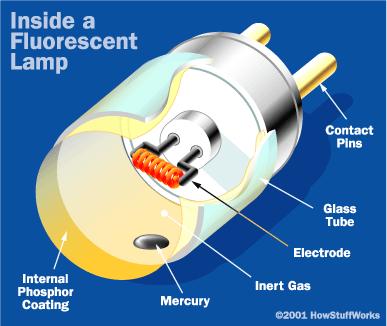 Inside a
Fluorescent
Lamp
Contact
Pins
Glass
Tube
Electrode
Inert Gas
Mercury
Internal
Phosphor
Coating
©2001 HowStuffWorks